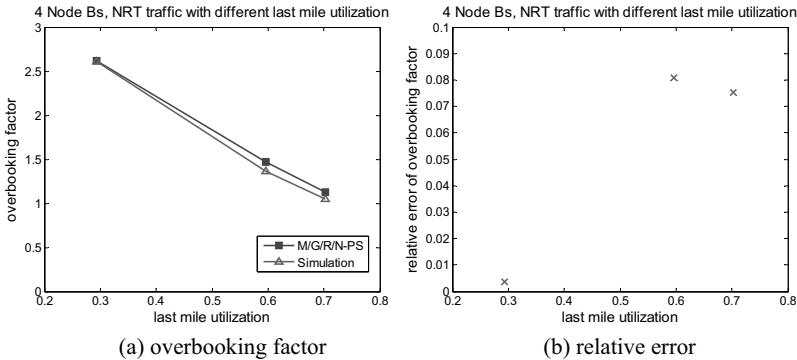 4 Node Bs, NRT traffic with different last mile utilization
3
2.5
2
1.5
1
0.5
0
overbooking factor
M/G/R/N-PS
Simulation
0.2 0.3 0.4 0.5 0.6 0.7 0.8
last mile utilization
(a) overbooking factor
4 Node Bs, NRT traffic with different last mile utilization
0.1
0.09
0.08
0.07
0.06
0.05
0.04
0.03
0.02
0.01
0
relative error of overbooking factor
0.2 0.3 0.4 0.5 0.6 0.7 0.8
last mile utilization
(b) relative error